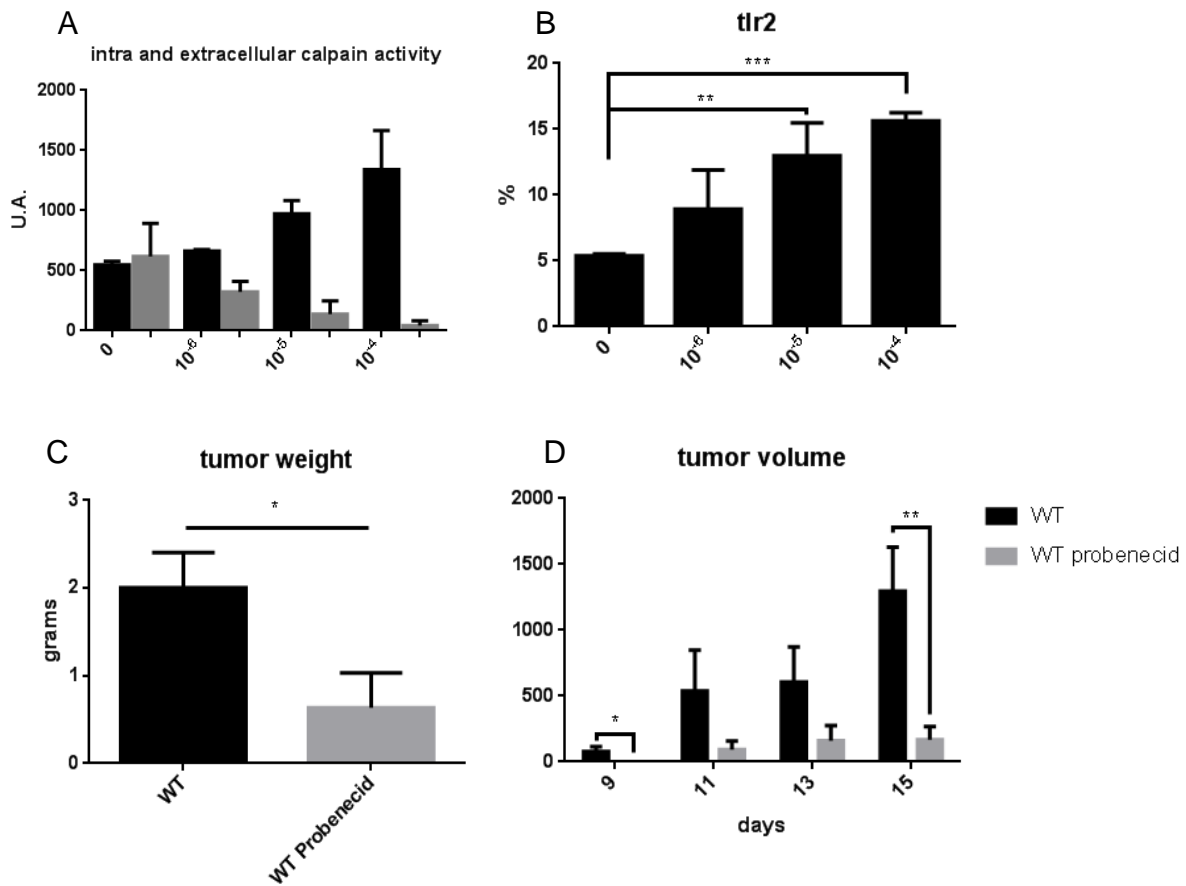 A
intra and extracellular calpain activity
2000
1500
1000
500
0
U.A.
0
10-6
10-5
10-4
B
tlr2
20
15
10
5
0
%
***
**
0
10-6
10-5
10-4
C
tumor weight
3
2
1
0
grams
*
WT
WT Probenecid
D
tumor volume
2000
1500
1000
500
0
*
**
9
11
13
15
days
WT
WT probenecid